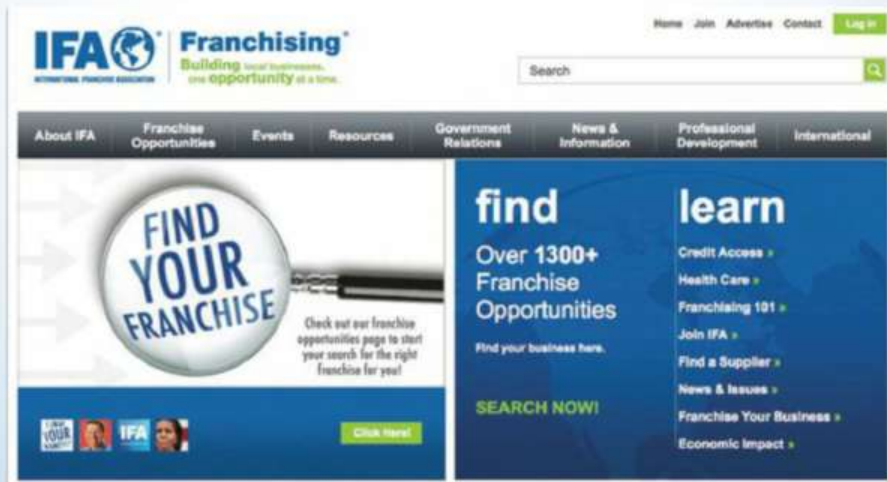 Home Join Advertise Contact Log in
IFA
INTERNATIONAL FRANCHISE ASSOCIATION
Franchising
Building local businesses,
one opportunity at a time.
Search
About IFA
Franchise
Opportunities
Events
Resources
Government
Relations
News &
Information
Professional
Development
International
FIND
YOUR
FRANCHISE
Check out our franchise
opportunities page to start
your search for the right
franchise for you!
FIND
YOUR
IFA
Click Here!
find
Over 1300+
Franchise
Opportunities
Find your business here.
SEARCH NOW!
learn
Credit Access »
Health Care »
Franchising 101 »
Join IFA »
Find a Supplier »
News & Issues »
Franchise Your Business »
Economic Impact »